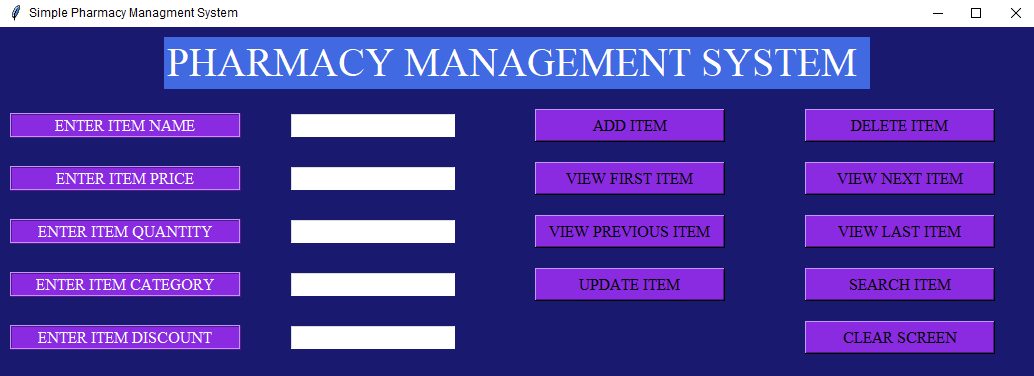 Simple Pharmacy Managment System
PHARMACY MANAGEMENT SYSTEM
ENTER ITEM NAME
ADD ITEM
DELETE ITEM
ENTER ITEM PRICE
VIEW FIRST ITEM
VIEW NEXT ITEM
ENTER ITEM QUANTITY
VIEW PREVIOUS ITEM
VIEW LAST ITEM
ENTER ITEM CATEGORY
UPDATE ITEM
SEARCH ITEM
ENTER ITEM DISCOUNT
CLEAR SCREEN